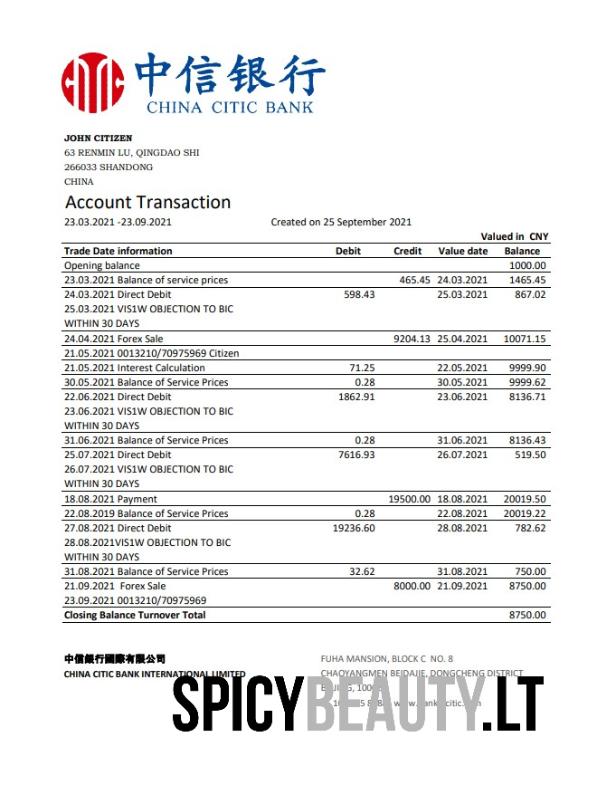 中信银行
CHINA CITIC BANK
JOHN CITIZEN
63 RENMIN LU, QINGDAO SHI
266033 SHANDONG
CHINA
Account Transaction
23.03.2021 -23.09.2021 Created on 25 September 2021
Valued in CNY
Trade Date information Debit Credit Value date Balance
Opening balance 1000.00
23.03.2021 Balance of service prices 465.45 24.03.2021 1465.45
24.03.2021 Direct Debit 598.43 25.03.2021 867.02
25.03.2021 VIS1W OBJECTION TO BIC
WITHIN 30 DAYS
24.04.2021 Forex Sale 9204.13 25.04.2021 10071.15
21.05.2021 0013210/70975969 Citizen
21.05.2021 Interest Calculation 71.25 22.05.2021 9999.90
30.05.2021 Balance of Service Prices 0.28 30.05.2021 9999.62
22.06.2021 Direct Debit 1862.91 23.06.2021 8136.71
23.06.2021 VIS1W OBJECTION TO BIC
WITHIN 30 DAYS
31.06.2021 Balance of Service Prices 0.28 31.06.2021 8136.43
25.07.2021 Direct Debit 7616.93 26.07.2021 519.50
26.07.2021 VIS1W OBJECTION TO BIC
WITHIN 30 DAYS
18.08.2021 Payment 19500.00 18.08.2021 20019.50
22.08.2019 Balance of Service Prices 0.28 22.08.2021 20019.22
27.08.2021 Direct Debit 19236.60 28.08.2021 782.62
28.08.2021VIS1W OBJECTION TO BIC
WITHIN 30 DAYS
31.08.2021 Balance of Service Prices 32.62 31.08.2021 750.00
21.09.2021 Forex Sale 8000.00 21.09.2021 8750.00
23.09.2021 0013210/70975969
Closing Balance Turnover Total 8750.00
中信銀行國際有限公司
CHINA CITIC BANK INTERNATIONAL LIMITED
FUHA MANSION, BLOCK C NO. 8
CHAOYANGMEN BEIDAJIE, DONGCHENG DISTRICT
SPICYBEAUTY.LT